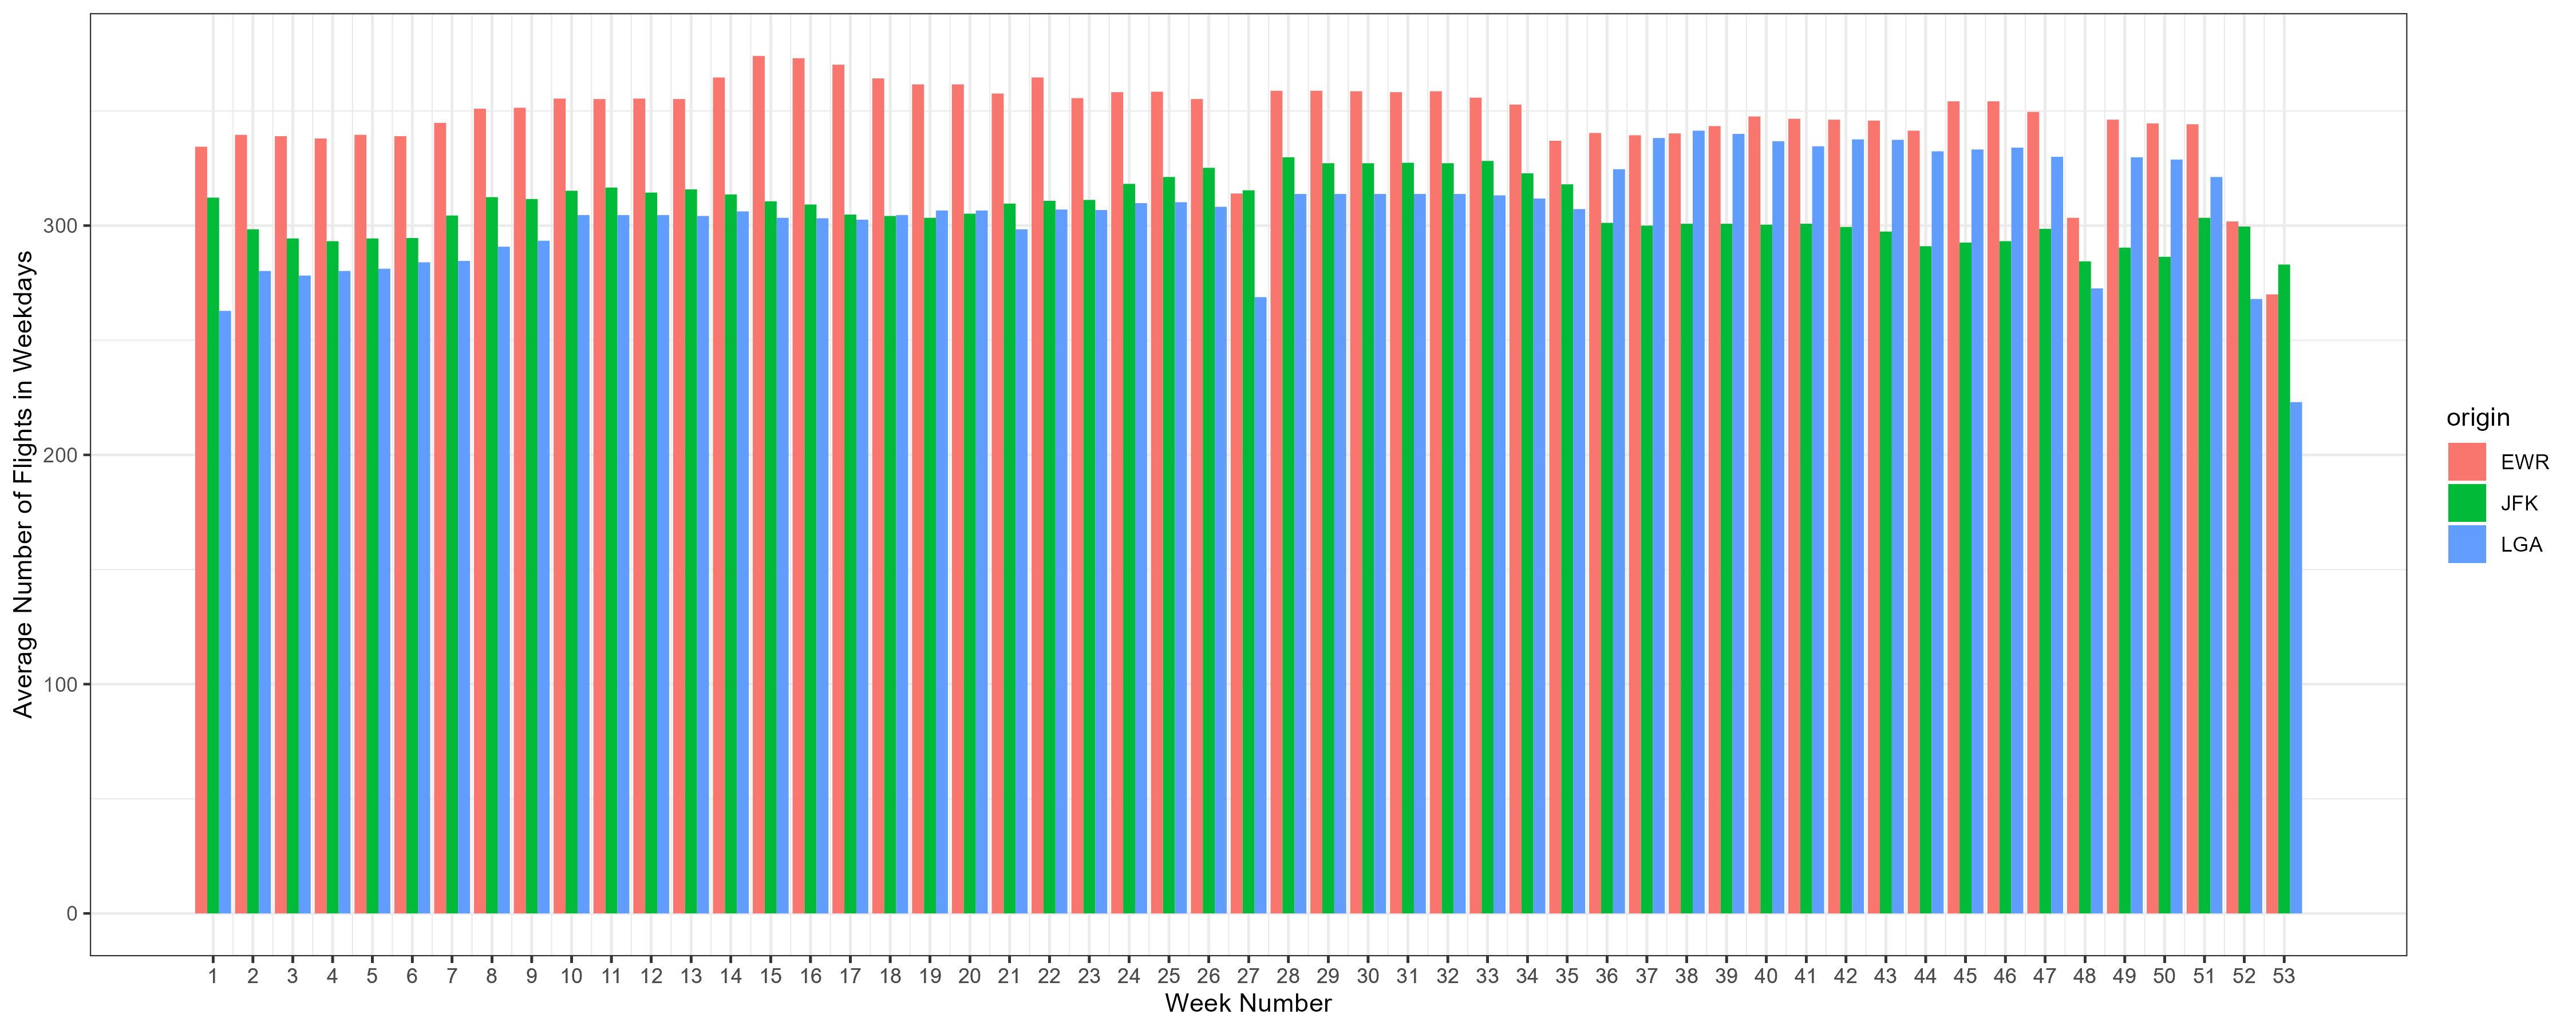 Average Number of Flights in Weekdays
300
200
100
0
1 2 3 4 5 6 7 8 9 10 11 12 13 14 15 16 17 18 19 20 21 22 23 24 25 26 27 28 29 30 31 32 33 34 35 36 37 38 39 40 41 42 43 44 45 46 47 48 49 50 51 52 53
Week Number
origin
EWR
JFK
LGA